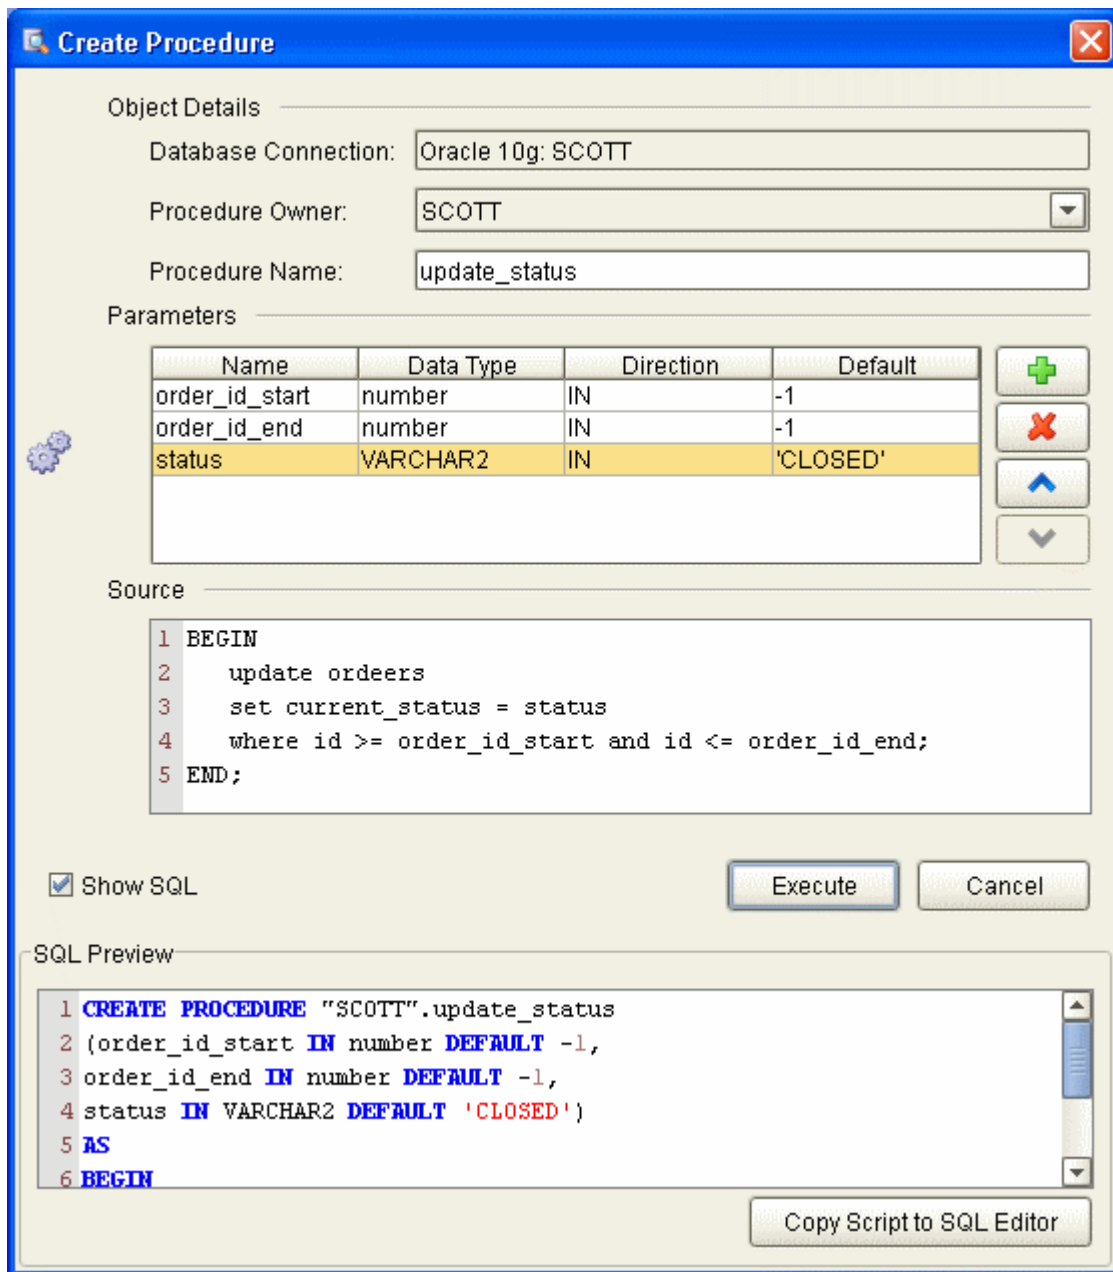 Create Procedure
Object Details
Database Connection: Oracle 10g: SCOTT
Procedure Owner: SCOTT
Procedure Name: update_status
Parameters
Name Data Type Direction Default
order_id_start number IN -1
order_id_end number IN -1
status VARCHAR2 IN 'CLOSED'
Source
1 BEGIN
2 update ordeers
3 set current_status = status
4 where id >= order_id_start and id <= order_id_end;
5 END;
Show SQL Execute Cancel
SQL Preview
1 CREATE PROCEDURE "SCOTT".update_status
2 (order_id_start IN number DEFAULT -1,
3 order_id_end IN number DEFAULT -1,
4 status IN VARCHAR2 DEFAULT 'CLOSED')
5 AS
6 BEGIN
Copy Script to SQL Editor